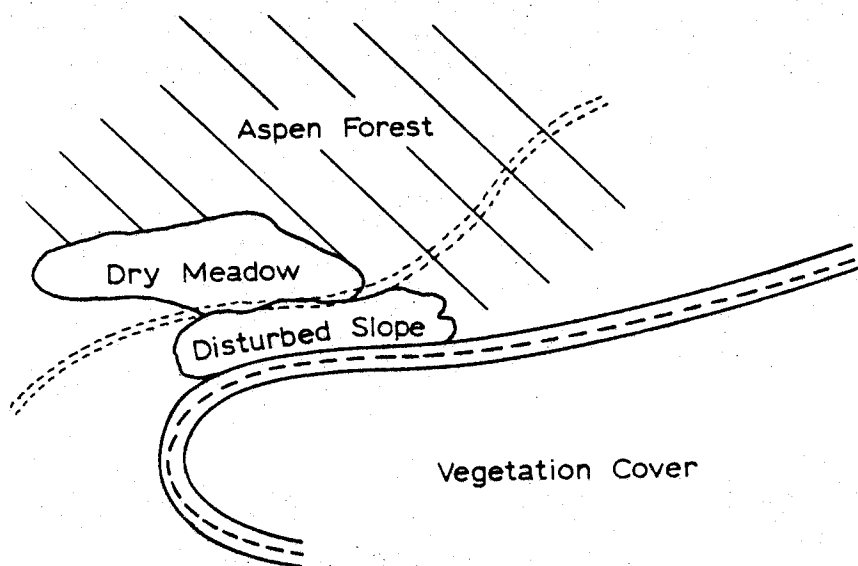 Aspen Forest
Dry Meadow
Disturbed Slope
Vegetation Cover